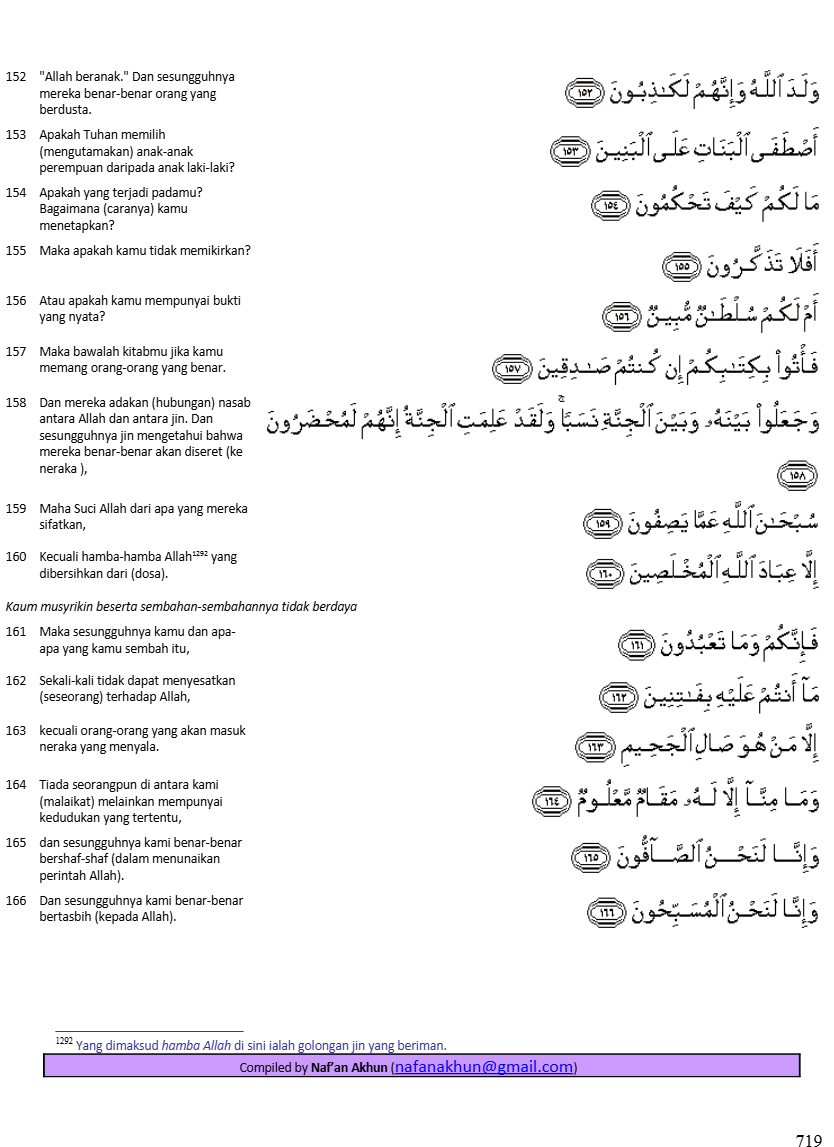 152 "Allah beranak." Dan sesungguhnya
mereka benar-benar orang yang
berdusta.
وَلَدَ ٱللَّهُ وَإِنَّهُمْ لَكَـٰذِبُونَ ١٥٢
153 Apakah Tuhan memilih
(mengutamakan) anak-anak
perempuan daripada anak laki-laki?
أَصْطَفَى ٱلْبَنَاتِ عَلَى ٱلْبَنِينَ ١٥٣
154 Apakah yang terjadi padamu?
Bagaimana (caranya) kamu
menetapkan?
مَا لَكُمْ كَيْفَ تَحْكُمُونَ ١٥٤
155 Maka apakah kamu tidak memikirkan?
أَفَلَا تَذَكَّرُونَ ١٥٥
156 Atau apakah kamu mempunyai bukti
yang nyata?
أَمْ لَكُمْ سُلْطَـٰنٌ مُّبِينٌ ١٥٦
157 Maka bawalah kitabmu jika kamu
memang orang-orang yang benar.
فَأْتُوا۟ بِكِتَـٰبِكُمْ إِن كُنتُمْ صَـٰدِقِينَ ١٥٧
158 Dan mereka adakan (hubungan) nasab
antara Allah dan antara jin. Dan
sesungguhnya jin mengetahui bahwa
mereka benar-benar akan diseret (ke
neraka ),
وَجَعَلُوا۟ بَيْنَهُۥ وَبَيْنَ ٱلْجِنَّةِ نَسَبًا ۚ وَلَقَدْ عَلِمَتِ ٱلْجِنَّةُ إِنَّهُمْ لَمُحْضَرُونَ
١٥٨
159 Maha Suci Allah dari apa yang mereka
sifatkan,
سُبْحَـٰنَ ٱللَّهِ عَمَّا يَصِفُونَ ١٥٩
160 Kecuali hamba-hamba Allah¹²⁹² yang
dibersihkan dari (dosa).
إِلَّا عِبَادَ ٱللَّهِ ٱلْمُخْلَصِينَ ١٦٠
Kaum musyrikin beserta sembahan-sembahannya tidak berdaya
161 Maka sesungguhnya kamu dan apa-
apa yang kamu sembah itu,
فَإِنَّكُمْ وَمَا تَعْبُدُونَ ١٦١
162 Sekali-kali tidak dapat menyesatkan
(seseorang) terhadap Allah,
مَآ أَنتُمْ عَلَيْهِ بِفَـٰتِنِينَ ١٦٢
163 kecuali orang-orang yang akan masuk
neraka yang menyala.
إِلَّا مَنْ هُوَ صَالِ ٱلْجَحِيمِ ١٦٣
164 Tiada seorangpun di antara kami
(malaikat) melainkan mempunyai
kedudukan yang tertentu,
وَمَا مِنَّآ إِلَّا لَهُۥ مَقَامٌ مَّعْلُومٌ ١٦٤
165 dan sesungguhnya kami benar-benar
bershaf-shaf (dalam menunaikan
perintah Allah).
وَإِنَّا لَنَحْنُ ٱلصَّآفُّونَ ١٦٥
166 Dan sesungguhnya kami benar-benar
bertasbih (kepada Allah).
وَإِنَّا لَنَحْنُ ٱلْمُسَبِّحُونَ ١٦٦
1292 Yang dimaksud hamba Allah di sini ialah golongan jin yang beriman.
Compiled by Naf’an Akhun (nafanakhun@gmail.com)
719